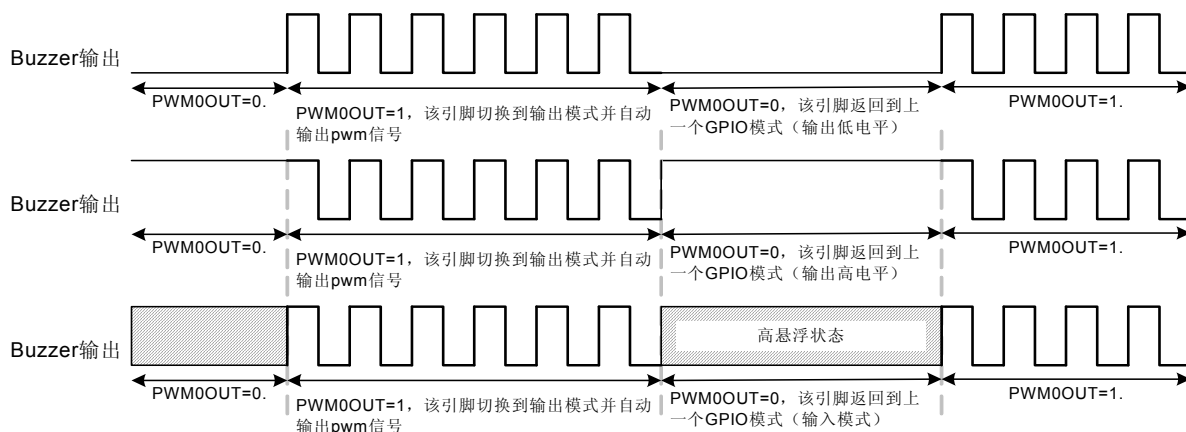 Buzzer输出
PWM0OUT=0.
PWM0OUT=1，该引脚切换到输出模式并自动
输出pwm信号
PWM0OUT=0，该引脚返回到上
一个GPIO模式（输出低电平）
PWM0OUT=1.
Buzzer输出
PWM0OUT=0.
PWM0OUT=1，该引脚切换到输出模式并自动
输出pwm信号
PWM0OUT=0，该引脚返回到上
一个GPIO模式（输出高电平）
PWM0OUT=1.
Buzzer输出
高悬浮状态
PWM0OUT=0.
PWM0OUT=1，该引脚切换到输出模式并自动
输出pwm信号
PWM0OUT=0，该引脚返回到上
一个GPIO模式（输入模式）
PWM0OUT=1.